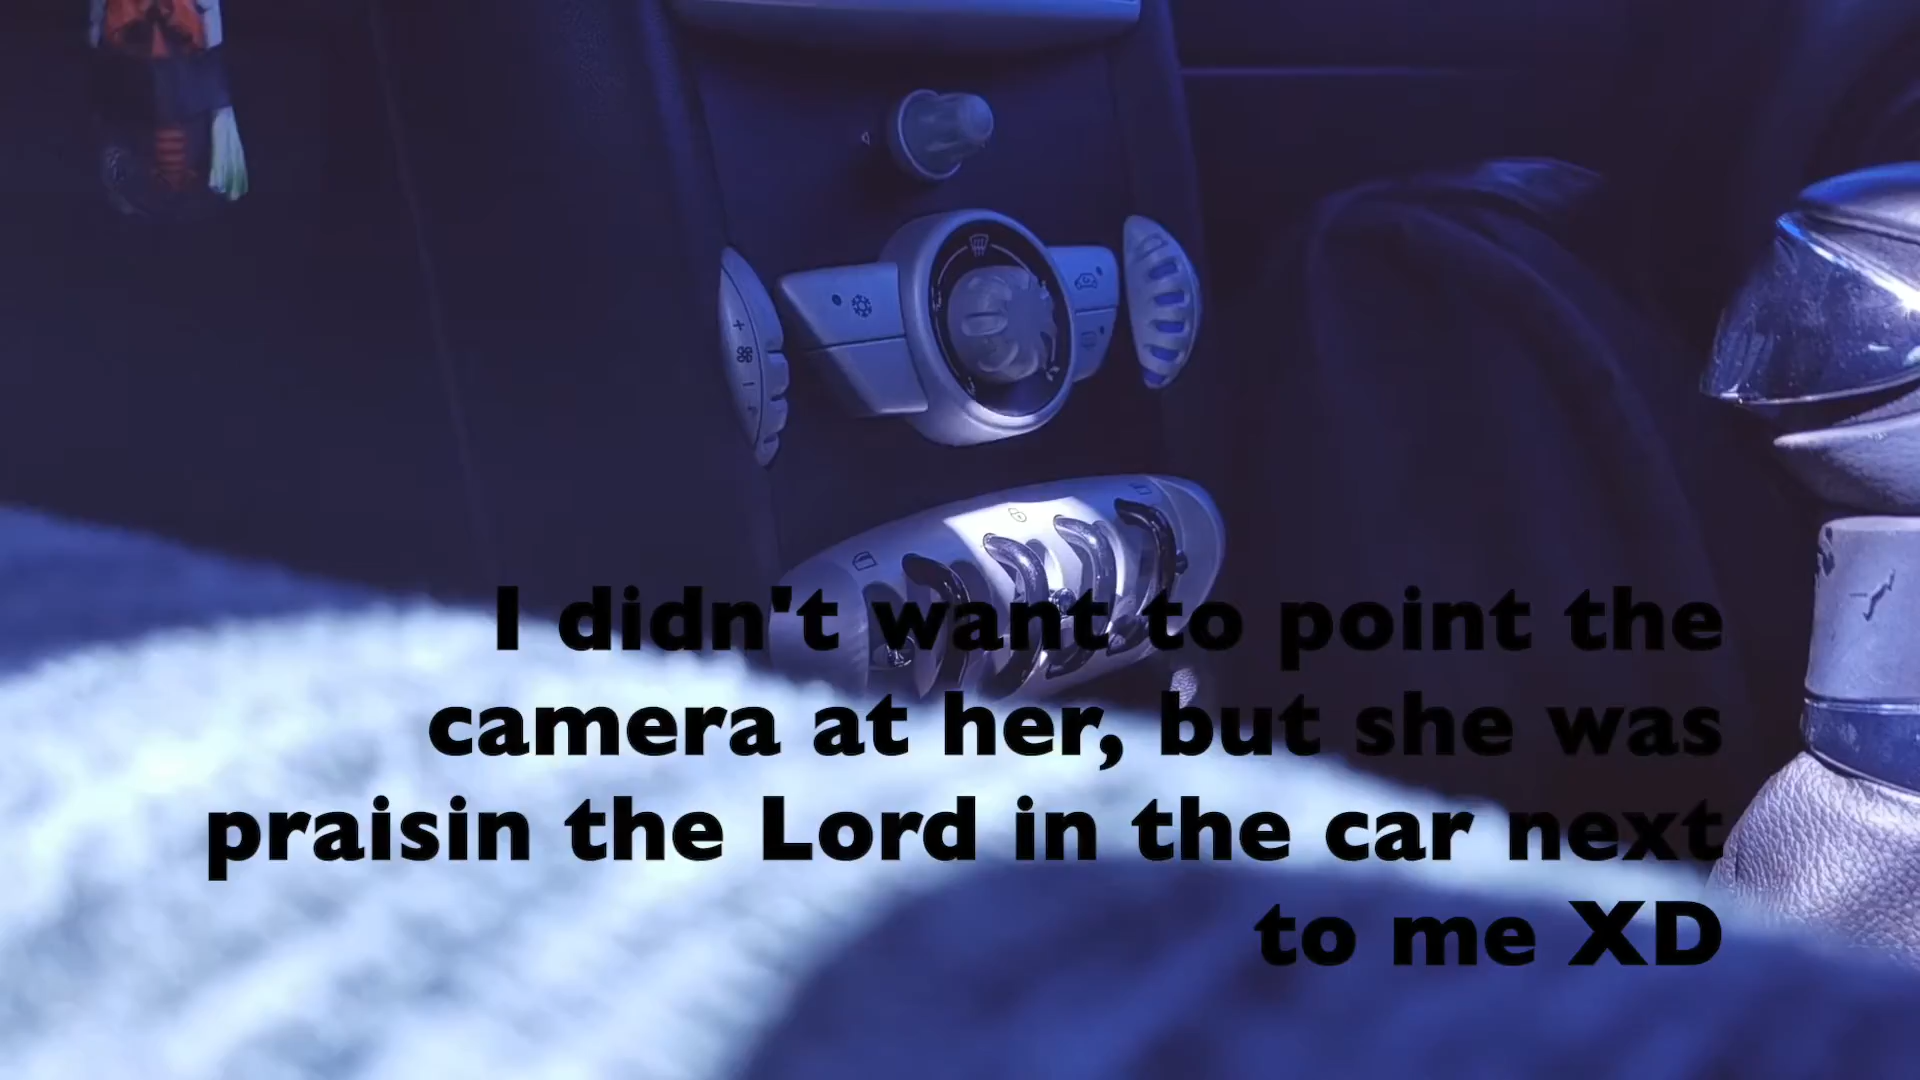 I didn't want to point the
camera at her, but she was
praisin the Lord in the car next
to me XD